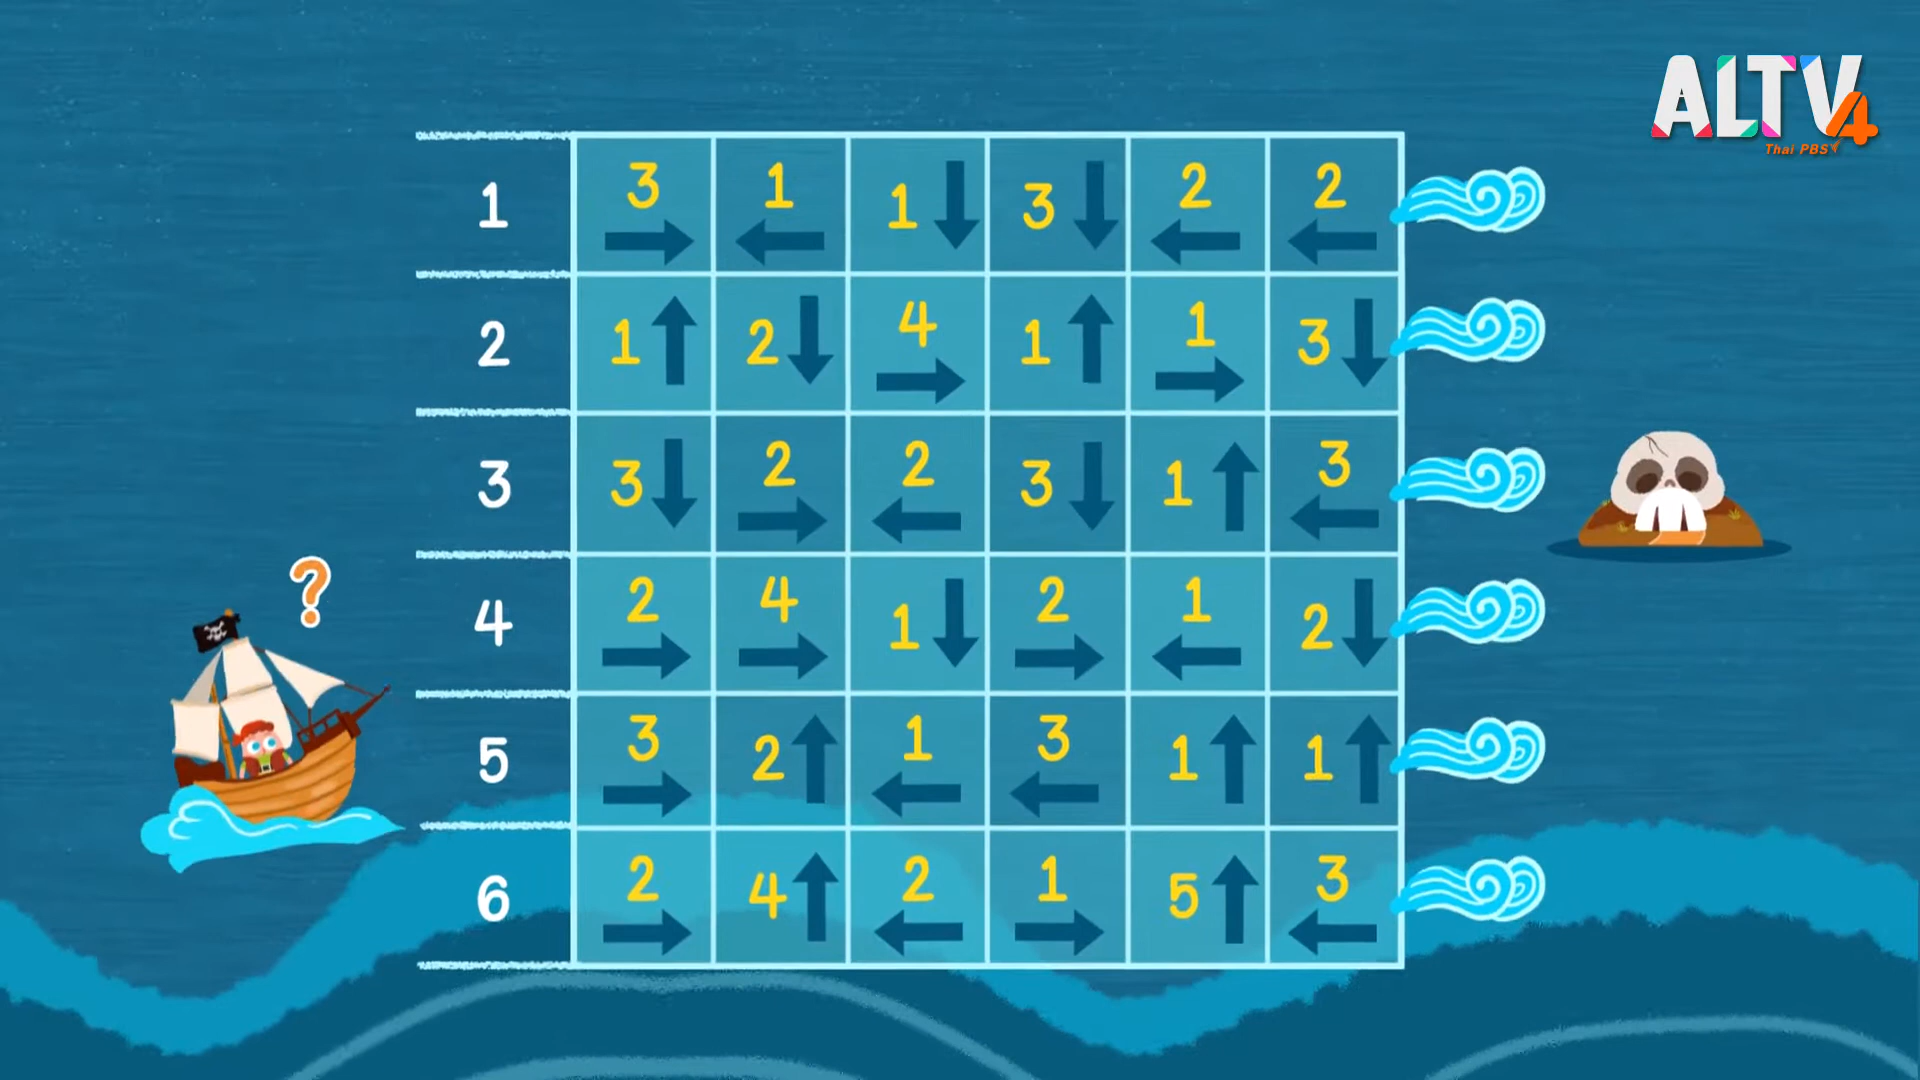 ALTV4
Thai PBS
1 3 → 1 ← 1 ↓ 3 ↓ 2 ← 2 ←
?
2 1 ↑ 2 ↓ 4 → 1 ↑ 1 → 3 ↓
3 3 ↓ 2 → 2 ← 3 ↓ 1 ↑ 3 ←
4 2 → 4 → 1 ↓ 2 → 1 ← 2 ↓
5 3 → 2 ↑ 1 ← 3 ← 1 ↑ 1 ↑
6 2 → 4 ↑ 2 ← 1 → 5 ↑ 3 ←